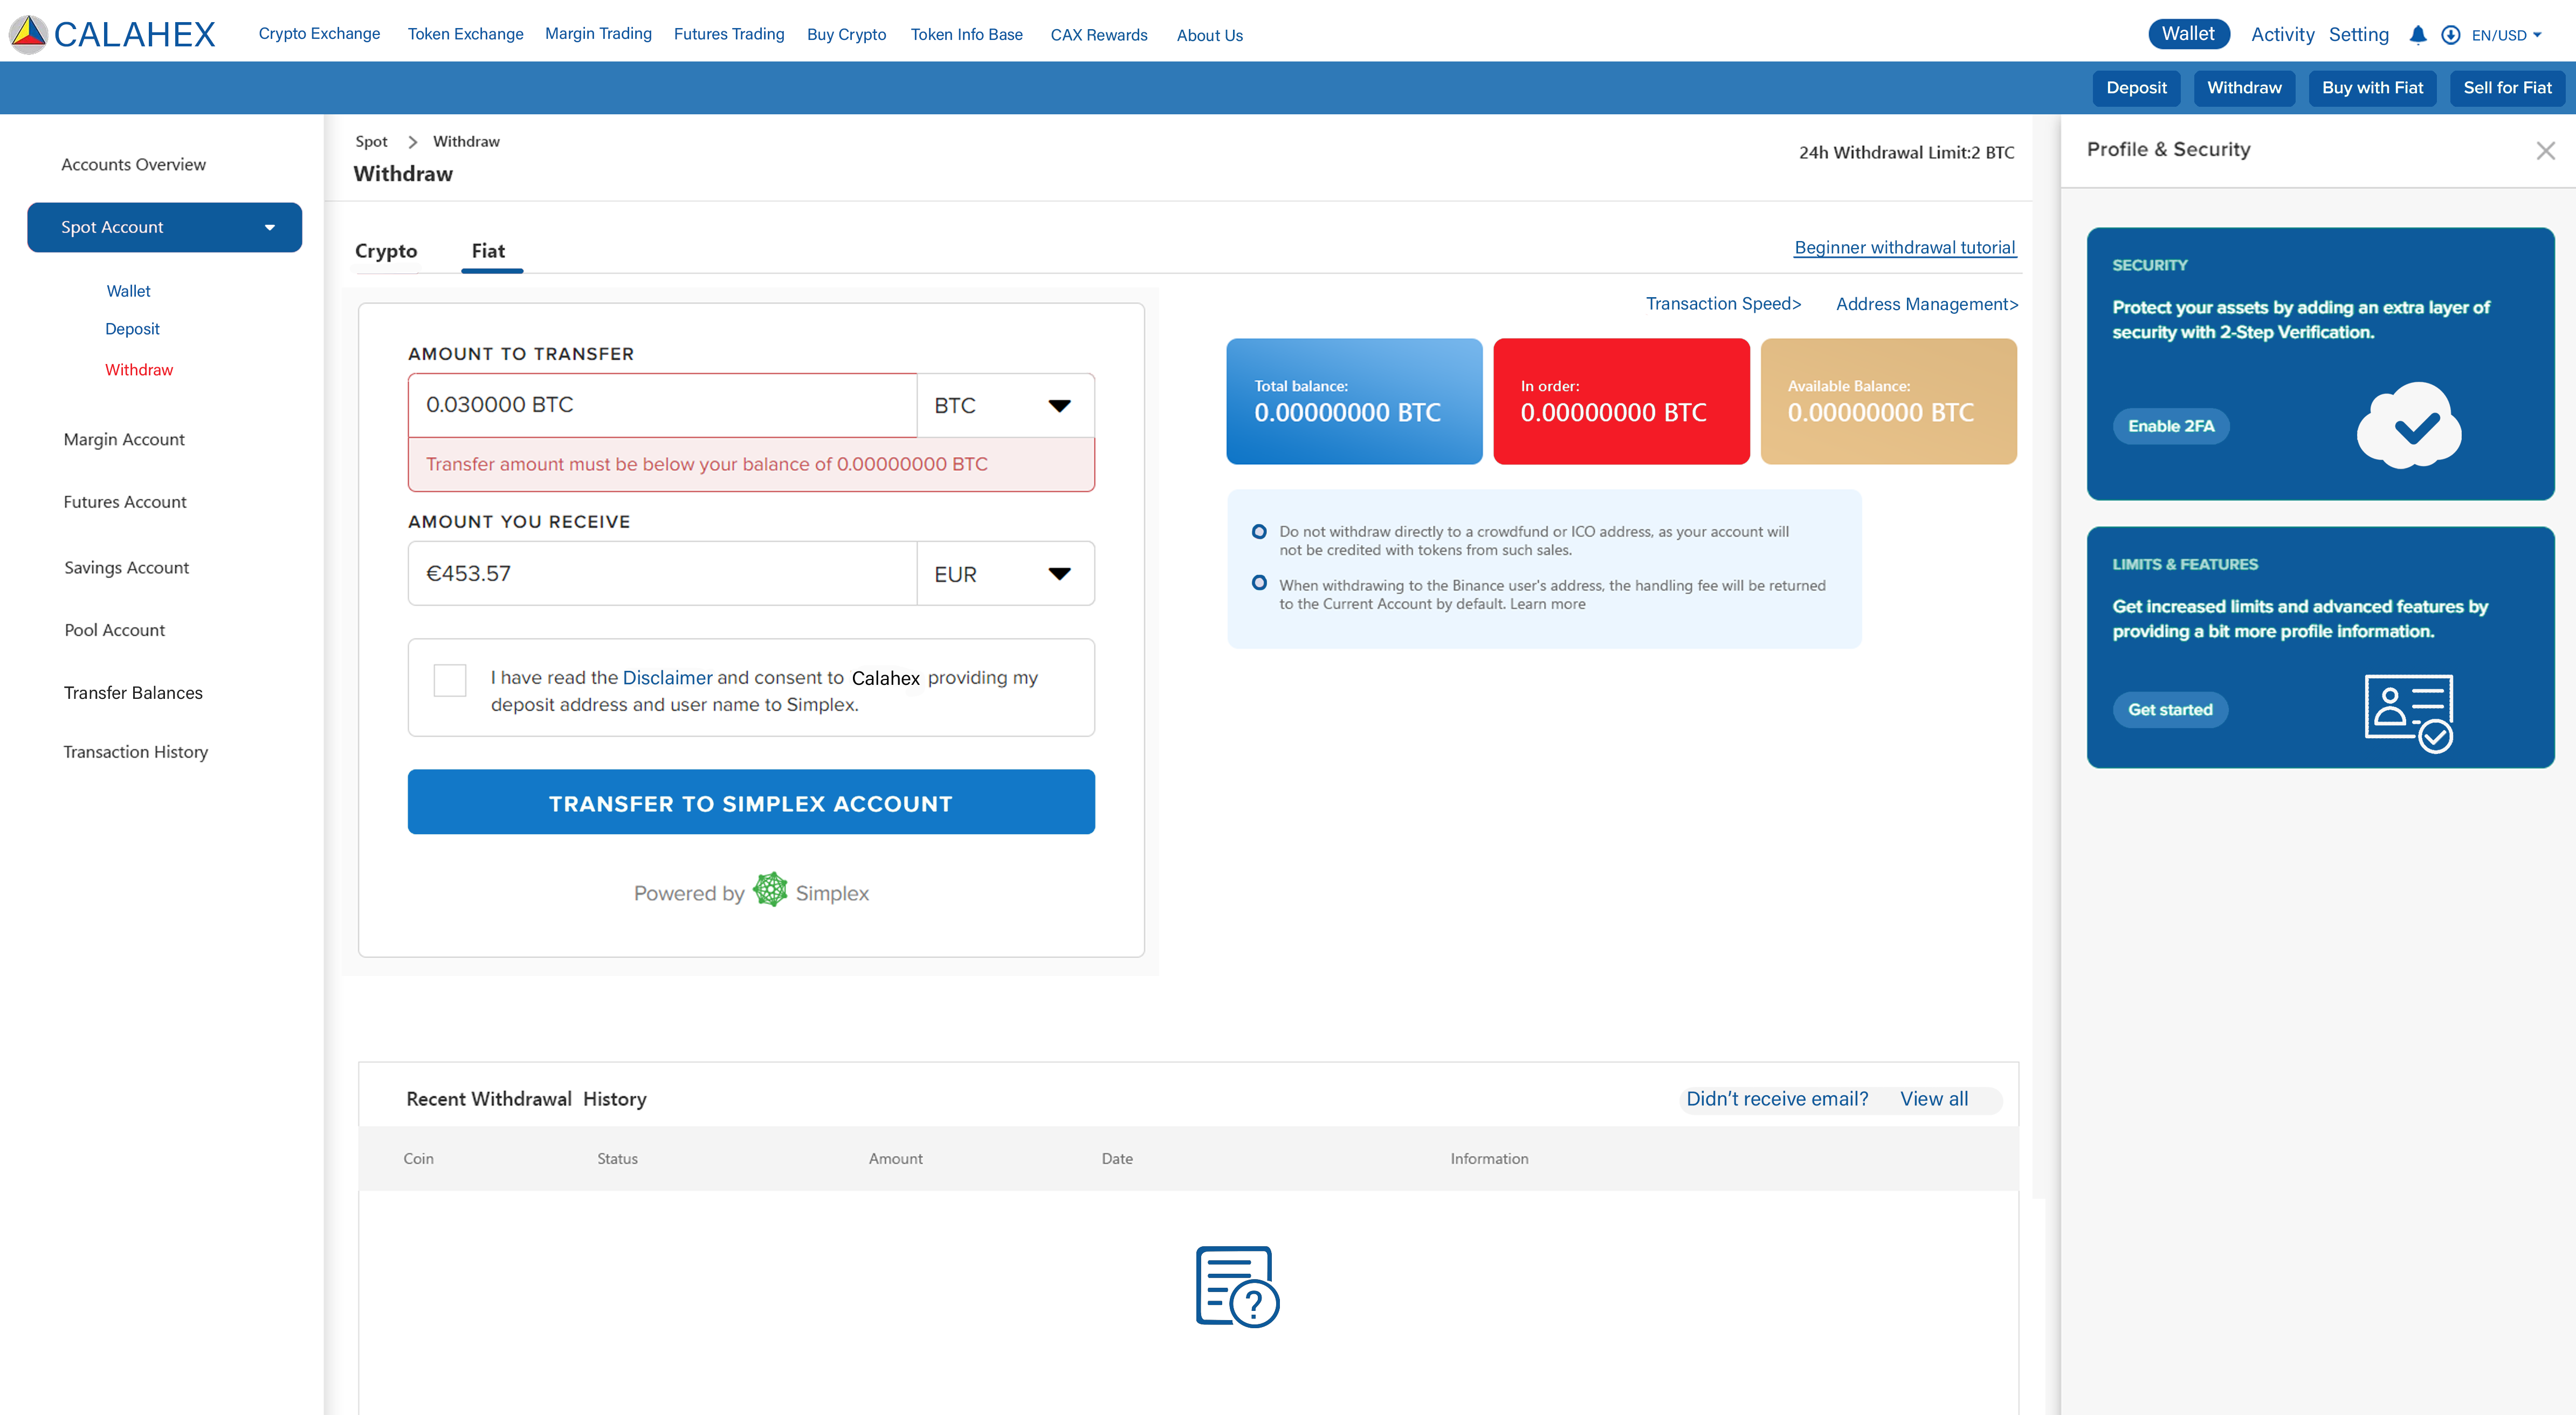 CALAHEX
Crypto Exchange Token Exchange Margin Trading Futures Trading Buy Crypto Token Info Base CAX Rewards About Us
Wallet Activity Setting EN/USD
Deposit Withdraw Buy with Fiat Sell for Fiat
Accounts Overview
Spot Account
Wallet
Deposit
Withdraw
Margin Account
Futures Account
Savings Account
Pool Account
Transfer Balances
Transaction History
Spot > Withdraw
Withdraw
24h Withdrawal Limit:2 BTC
Crypto Fiat
Beginner withdrawal tutorial
Transaction Speed> Address Management>
AMOUNT TO TRANSFER
0.030000 BTC BTC
Transfer amount must be below your balance of 0.00000000 BTC
AMOUNT YOU RECEIVE
€453.57 EUR
I have read the Disclaimer and consent to Calahex providing my
deposit address and user name to Simplex.
TRANSFER TO SIMPLEX ACCOUNT
Powered by Simplex
Total balance:
0.00000000 BTC
In order:
0.00000000 BTC
Available Balance:
0.00000000 BTC
Do not withdraw directly to a crowdfund or ICO address, as your account will
not be credited with tokens from such sales.
When withdrawing to the Binance user's address, the handling fee will be returned
to the Current Account by default. Learn more
Recent Withdrawal History
Didn't receive email? View all
Coin Status Amount Date Information
?
Profile & Security
SECURITY
Protect your assets by adding an extra layer of
security with 2-Step Verification.
Enable 2FA
LIMITS & FEATURES
Get increased limits and advanced features by
providing a bit more profile information.
Get started